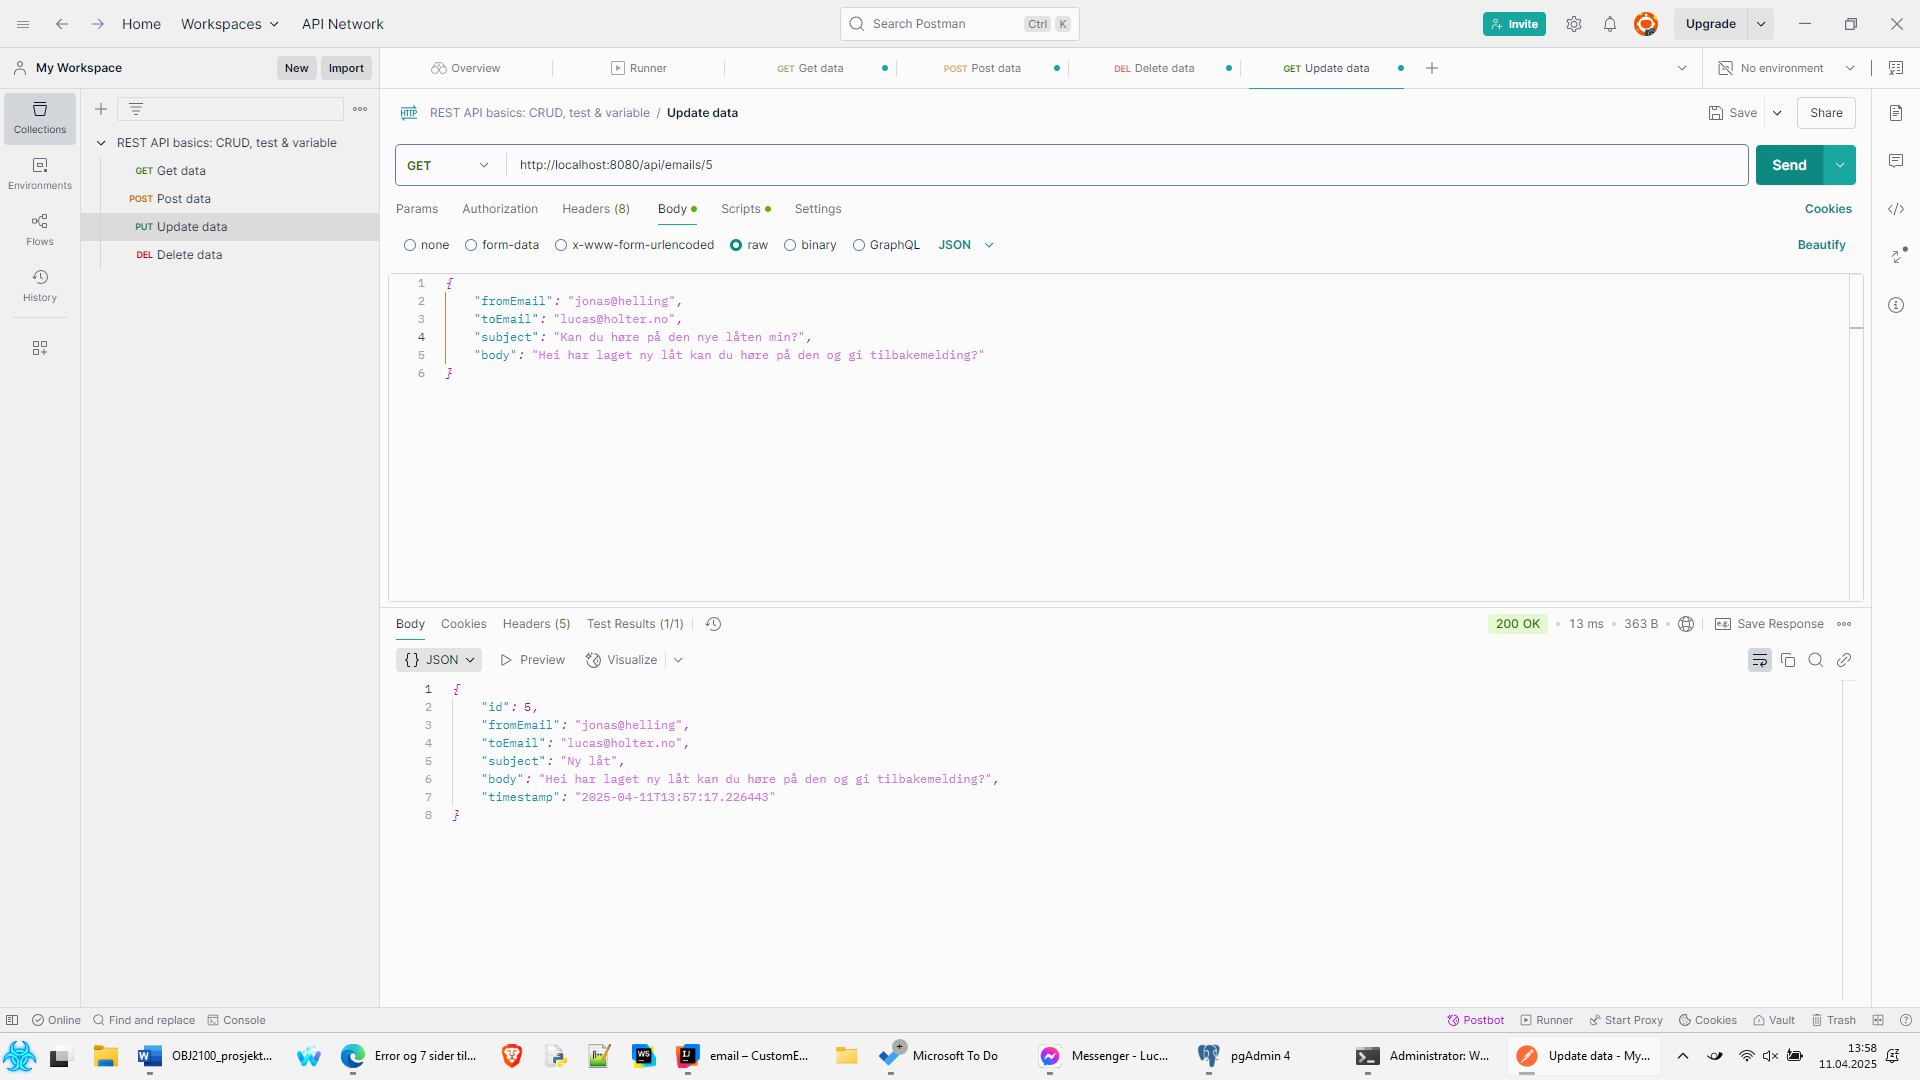 Home Workspaces API Network Search Postman Ctrl K Invite Upgrade
My Workspace New Import Overview Runner GET Get data POST Post data DEL Delete data GET Update data No environment
Collections
Environments
Flows
History
REST API basics: CRUD, test & variable
GET Get data
POST Post data
PUT Update data
DEL Delete data
HTTP REST API basics: CRUD, test & variable / Update data Save Share
GET http://localhost:8080/api/emails/5 Send
Params Authorization Headers (8) Body Scripts Settings Cookies
none form-data x-www-form-urlencoded raw binary GraphQL JSON Beautify
1 {
2 "fromEmail": "jonas@helling",
3 "toEmail": "lucas@holter.no",
4 "subject": "Kan du høre på den nye låten min?",
5 "body": "Hei har laget ny låt kan du høre på den og gi tilbakemelding?"
6 }
Body Cookies Headers (5) Test Results (1/1) 200 OK • 13 ms • 363 B • e.g. Save Response
{} JSON Preview Visualize
1 {
2 "id": 5,
3 "fromEmail": "jonas@helling",
4 "toEmail": "lucas@holter.no",
5 "subject": "Ny låt",
6 "body": "Hei har laget ny låt kan du høre på den og gi tilbakemelding?",
7 "timestamp": "2025-04-11T13:57:17.226443"
8 }
Online Find and replace Console Postbot Runner Start Proxy Cookies Vault Trash
OBJ2100_prosjekt... Error og 7 sider til... WS email – CustomE... Microsoft To Do Messenger - Luc... pgAdmin 4 Administrator: W... Update data - My... 13:58
11.04.2025